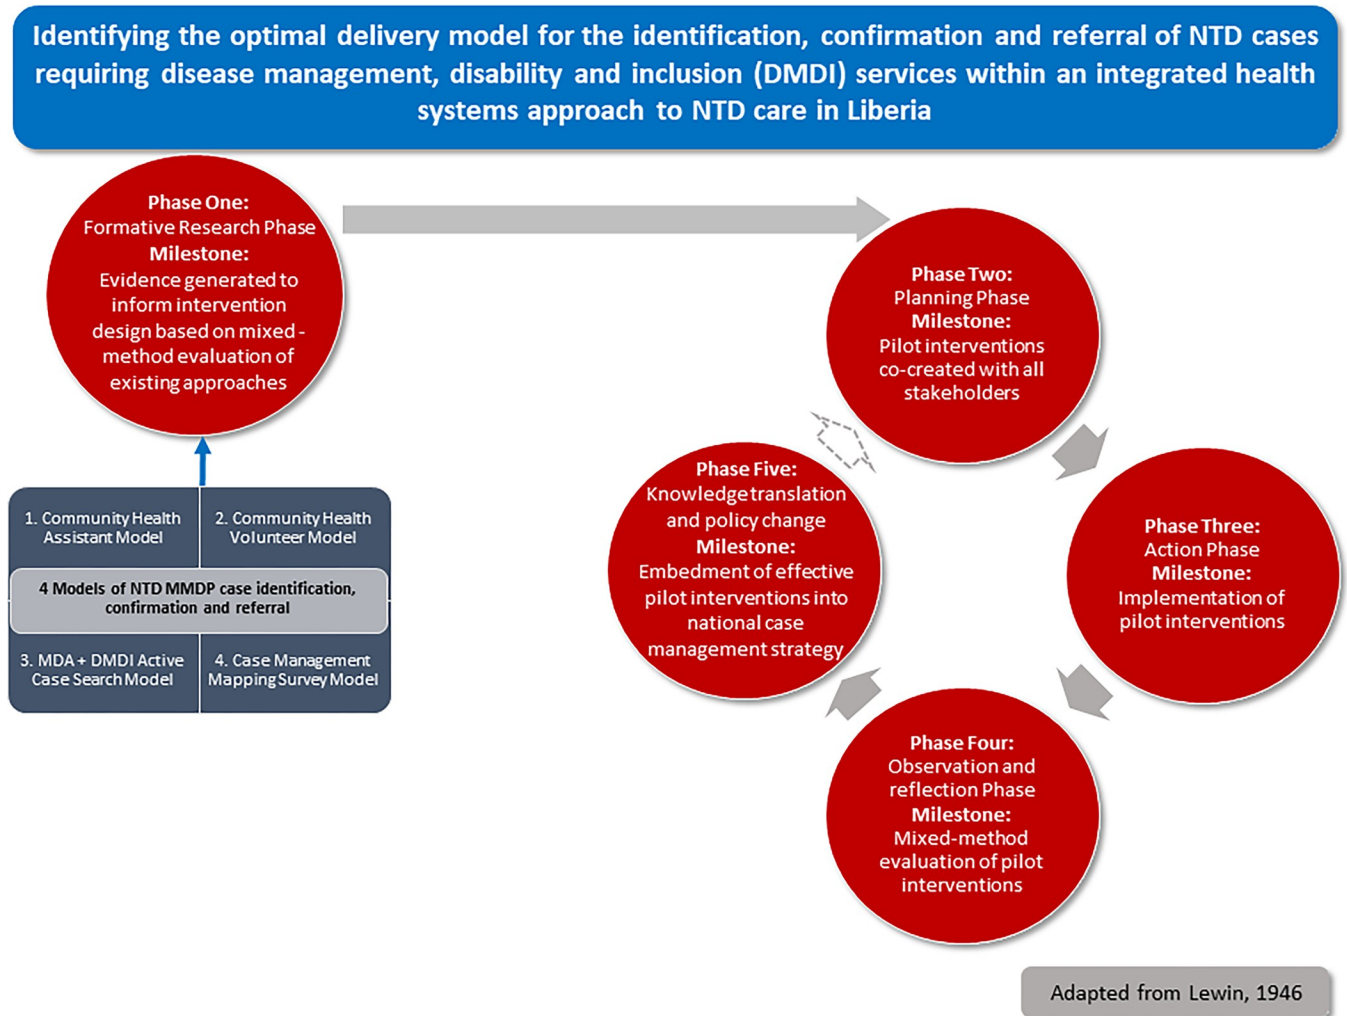 Identifying the optimal delivery model for the identification, confirmation and referral of NTD cases
requiring disease management, disability and inclusion (DMDI) services within an integrated health
systems approach to NTD care in Liberia
Phase One:
Formative Research Phase
Milestone:
Evidence generated to
inform intervention
design based on mixed -
method evaluation of
existing approaches
1. Community Health
Assistant Model
2. Community Health
Volunteer Model
4 Models of NTD MMDP case identification,
confirmation and referral
3. MDA + DMDI Active
Case Search Model
4. Case Management
Mapping Survey Model
Phase Two:
Planning Phase
Milestone:
Pilot interventions
co-created with all
stakeholders
Phase Three:
Action Phase
Milestone:
Implementation of
pilot interventions
Phase Four:
Observation and
reflection Phase
Milestone:
Mixed-method
evaluation of pilot
interventions
Phase Five:
Knowledge translation
and policy change
Milestone:
Embedment of effective
pilot interventions into
national case
management strategy
Adapted from Lewin, 1946